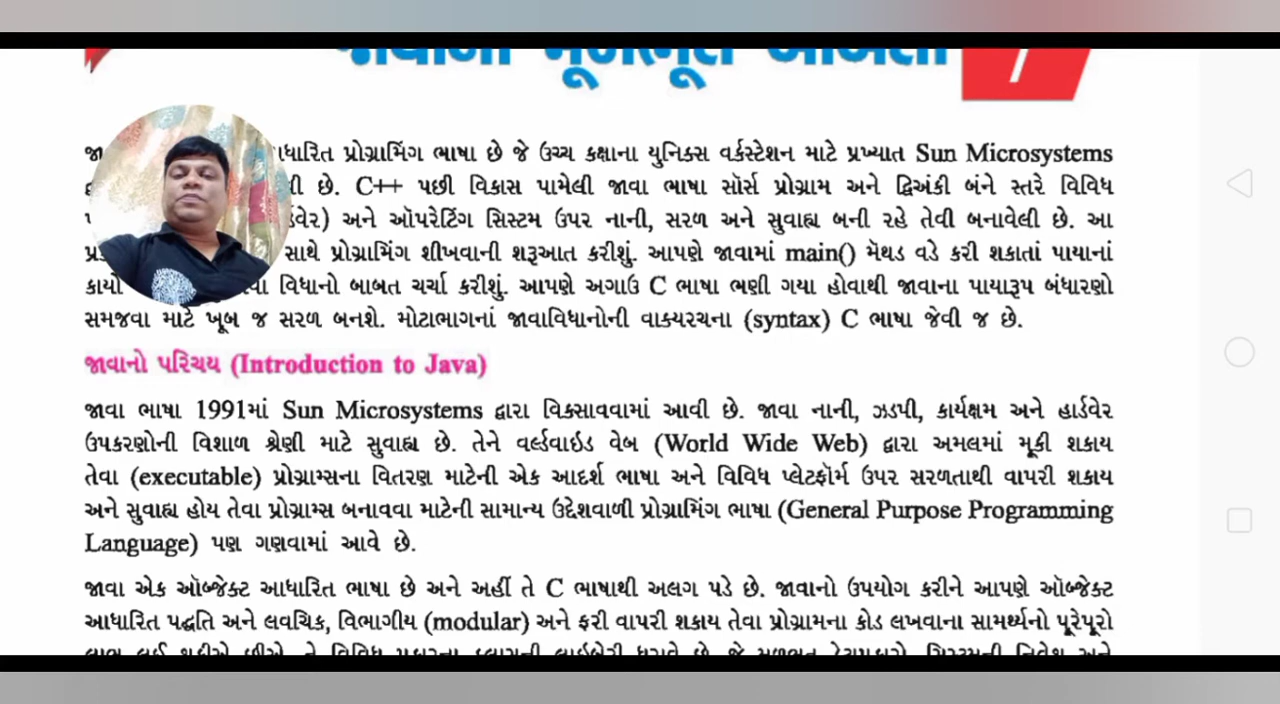 જાવાની મૂળભૂત બાબતો 7
પ્રોગ્રામિંગ ભાષા છે જે ઉચ્ચ કક્ષાના યુનિક્સ વર્કસ્ટેશન માટે પ્રખ્યાત Sun Microsystems
છે. C++ પછી વિકાસ પામેલી જાવા ભાષા સૉર્સ પ્રોગ્રામ અને દ્વિઅંકી બંને સ્તરે વિવિધ
અને ઑપરેટિંગ સિસ્ટમ ઉપર નાની, સરળ અને સુવાહ્ય બની રહે તેવી બનાવેલી છે. આ
સાથે પ્રોગ્રામિંગ શીખવાની શરૂઆત કરીશું. આપણે જાવામાં main() મૅથડ વડે કરી શકાતાં પાયાનાં
વિધાનો બાબત ચર્ચા કરીશું. આપણે અગાઉ C ભાષા ભણી ગયા હોવાથી જાવાના પાયારૂપ બંધારણો
સમજવા માટે ખૂબ જ સરળ બનશે. મોટાભાગનાં જાવાવિધાનોની વાક્યરચના (syntax) C ભાષા જેવી જ છે.
જાવાનો પરિચય (Introduction to Java)
જાવા ભાષા 1991માં Sun Microsystems દ્વારા વિકસાવવામાં આવી છે. જાવા નાની, ઝડપી, કાર્યક્ષમ અને હાર્ડવેર
ઉપકરણોની વિશાળ શ્રેણી માટે સુવાહ્ય છે. તેને વર્લ્ડવાઇડ વેબ (World Wide Web) દ્વારા અમલમાં મૂકી શકાય
તેવા (executable) પ્રોગ્રામ્સના વિતરણ માટેની એક આદર્શ ભાષા અને વિવિધ પ્લેટફૉર્મ ઉપર સરળતાથી વાપરી શકાય
અને સુવાહ્ય હોય તેવા પ્રોગ્રામ્સ બનાવવા માટેની સામાન્ય ઉદ્દેશવાળી પ્રોગ્રામિંગ ભાષા (General Purpose Programming
Language) પણ ગણવામાં આવે છે.
જાવા એક ઑબ્જેક્ટ આધારિત ભાષા છે અને અહીં તે C ભાષાથી અલગ પડે છે. જાવાનો ઉપયોગ કરીને આપણે ઑબ્જેક્ટ
આધારિત પદ્ધતિ અને લવચિક, વિભાગીય (modular) અને ફરી વાપરી શકાય તેવા પ્રોગ્રામના કોડ લખવાના સામર્થ્યનો પૂરેપૂરો